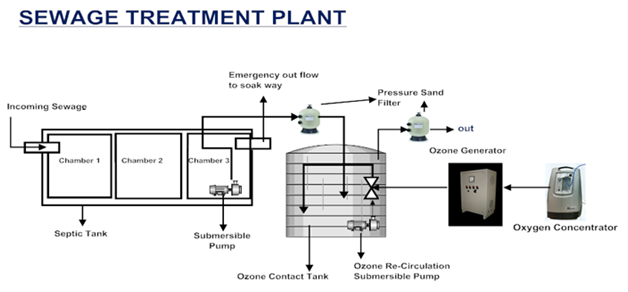 SEWAGE TREATMENT PLANT
Emergency out flow
to soak way
Pressure Sand
Filter
Incoming Sewage
out
Ozone Generator
Chamber 1
Chamber 2
Chamber 3
Septic Tank
Submersible
Pump
Oxygen Concentrator
Ozone Contact Tank
Ozone Re-Circulation
Submersible Pump